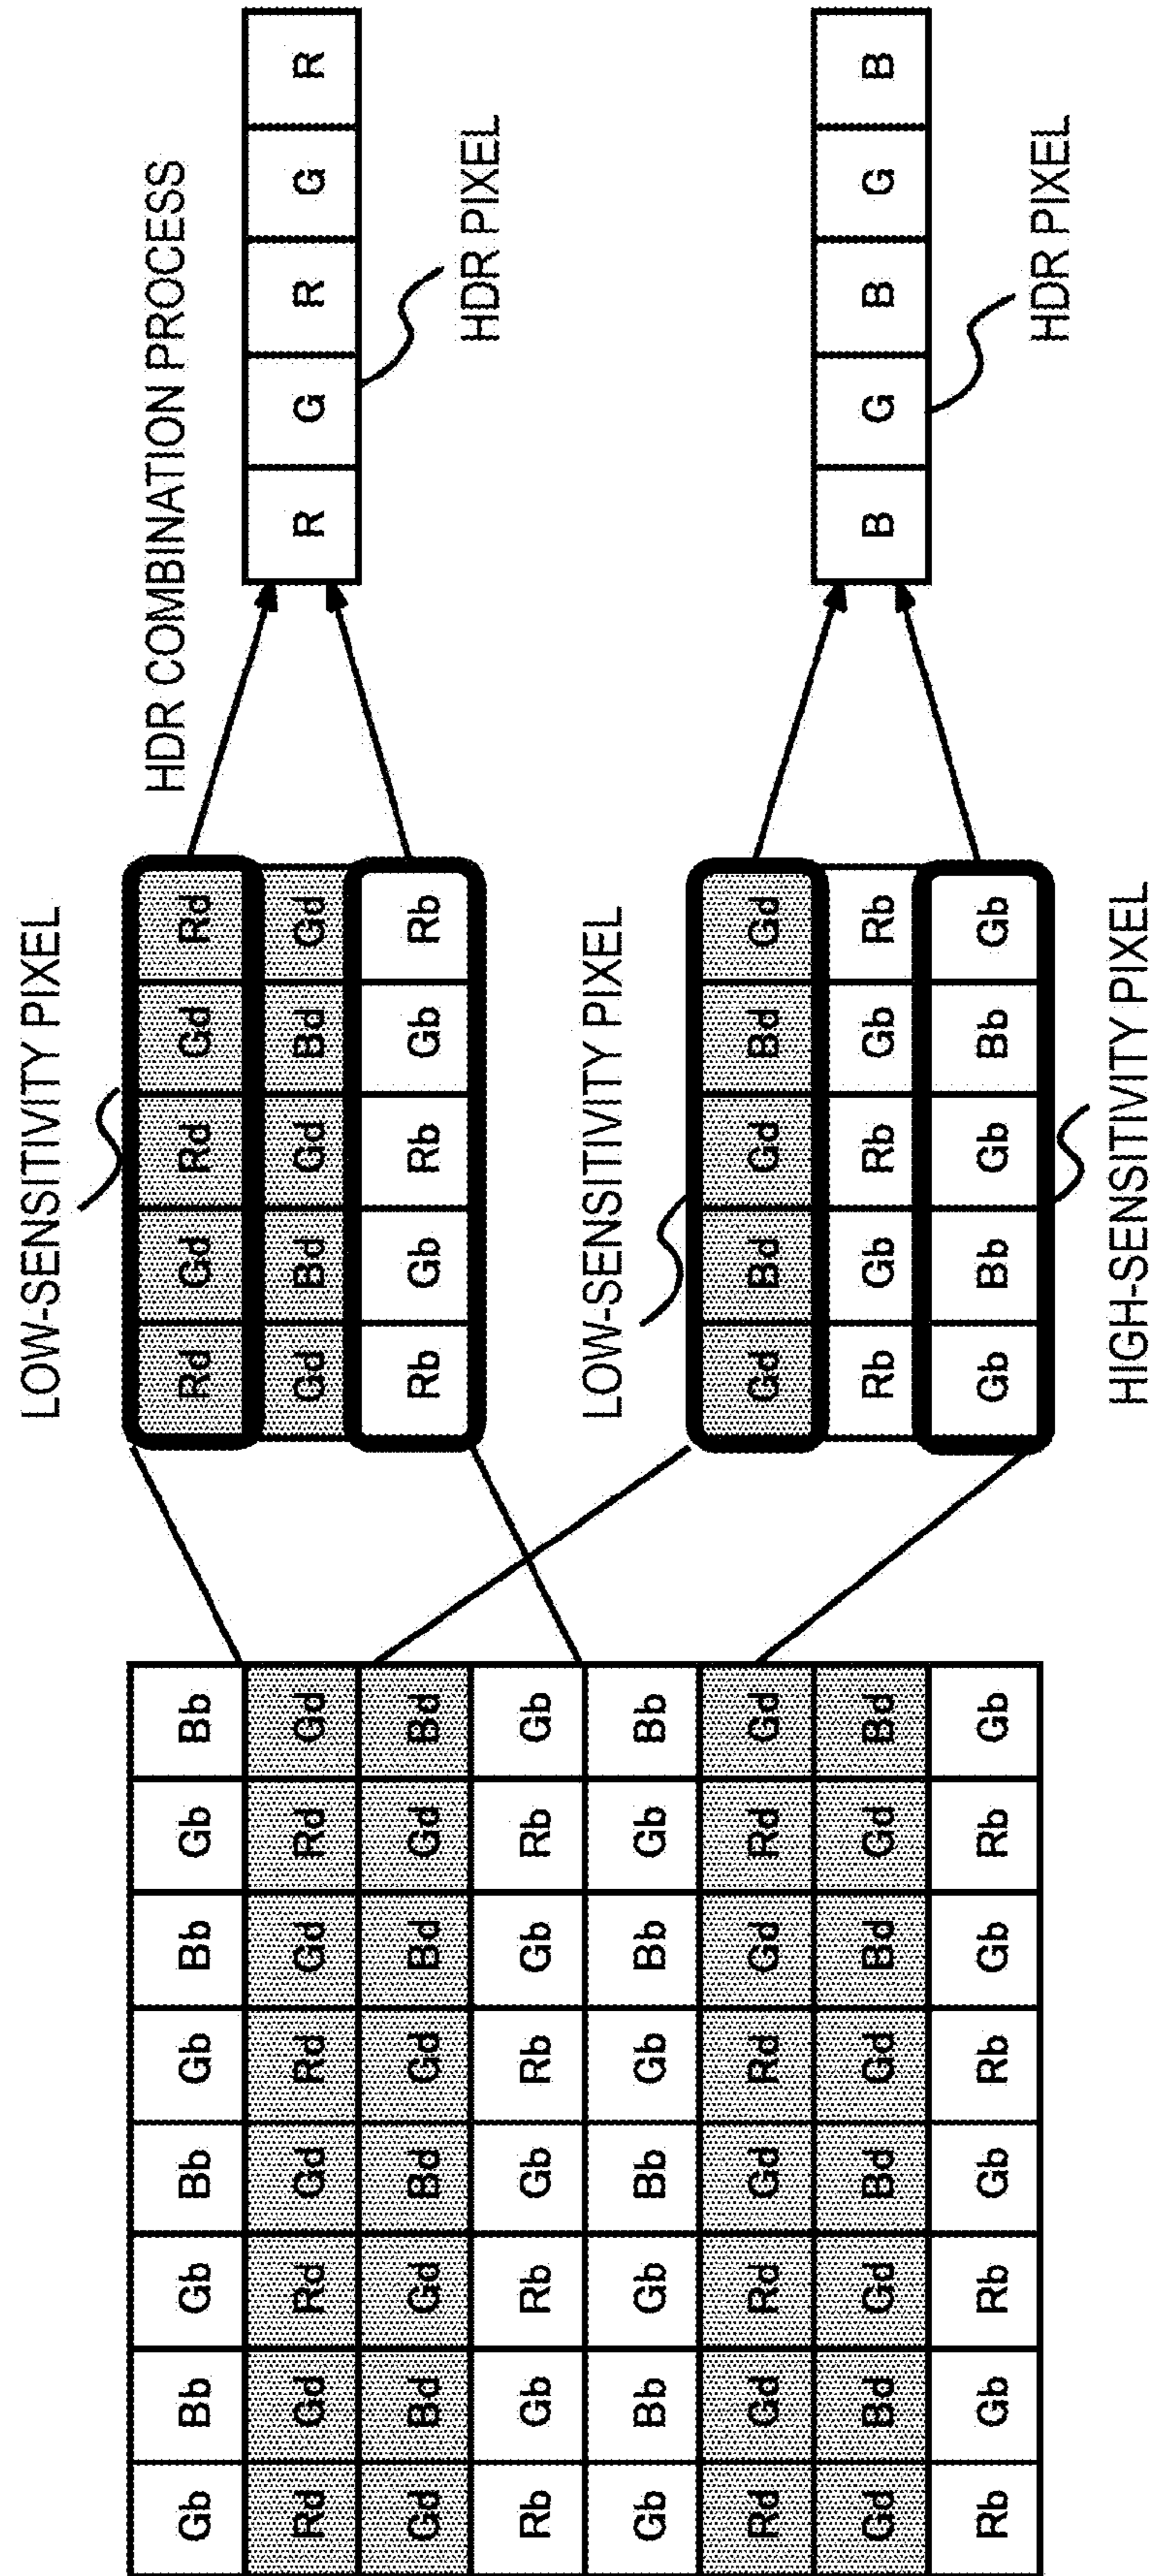 Gb Bb Gb Bb Gb Bb Gb Bb
Rd Gd Rd Gd Rd Gd Rd Gd
Gd Bd Gd Bd Gd Bd Gd Bd
Rb Gb Rb Gb Rb Gb Rb Gb
Gb Bb Gb Bb Gb Bb Gb Bb
Rd Gd Rd Gd Rd Gd Rd Gd
Gd Bd Gd Bd Gd Bd Gd Bd
Rb Gb Rb Gb Rb Gb Rb Gb
LOW-SENSITIVITY PIXEL
Rd Gd Rd Gd Rd
Gd Bd Gd Bd Gd
Rb Gb Rb Gb Rb
LOW-SENSITIVITY PIXEL
Gd Bd Gd Bd Gd
Rb Gb Rb Gb Rb
Gb Bb Gb Bb Gb
HIGH-SENSITIVITY PIXEL
HDR COMBINATION PROCESS
R G R G R
HDR PIXEL
B G B G B
HDR PIXEL